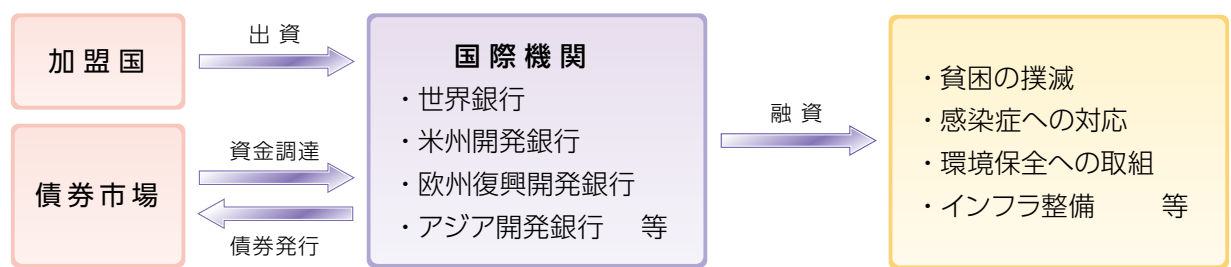 加盟国
出資
債券市場
資金調達
債券発行
国際機関
・世界銀行
・米州開発銀行
・欧州復興開発銀行
・アジア開発銀行 等
融資
・貧困の撲滅
・感染症への対応
・環境保全への取組
・インフラ整備 等